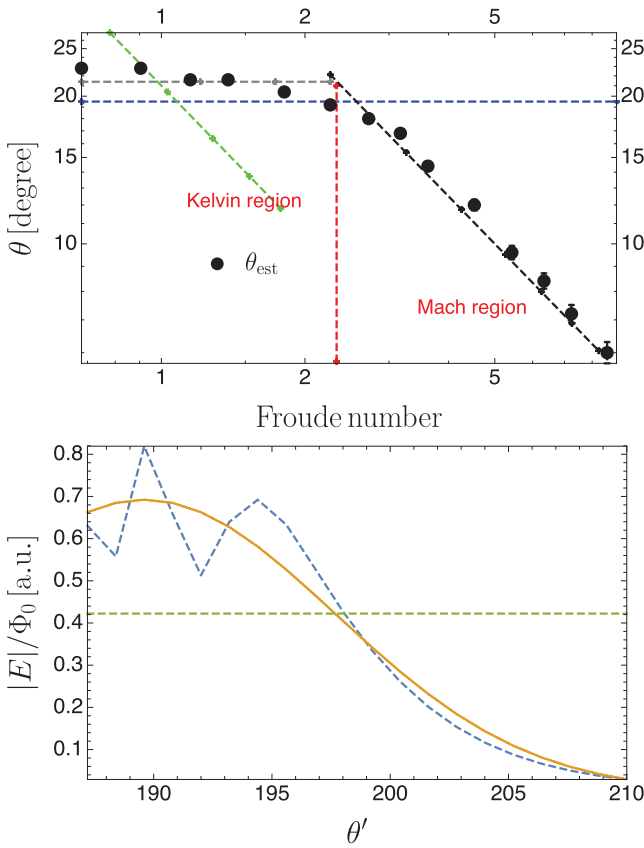 1 2 5
25
20
15
10
25
20
15
10
θ [degree]
Kelvin region
θest
Mach region
1 2 5
Froude number
0.8
0.7
0.6
0.5
0.4
0.3
0.2
0.1
|E|/Φ0 [a.u.]
190 195 200 205 210
θ′